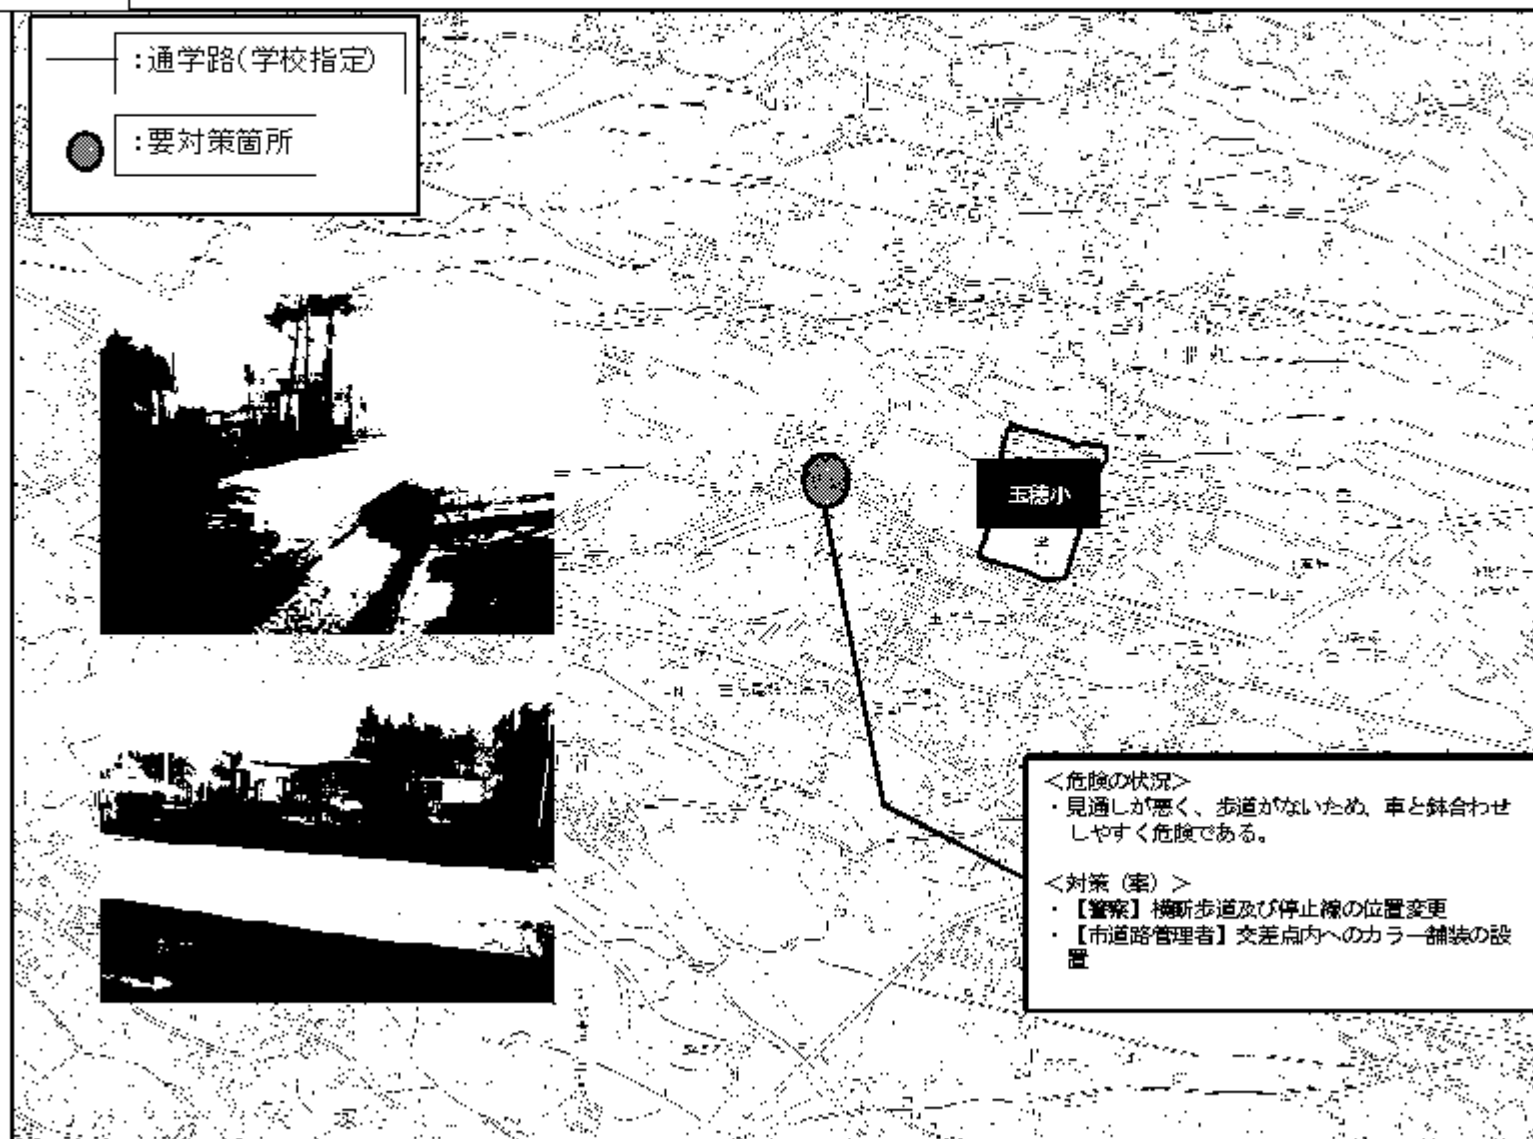 :通学路(学校指定)
:要対策箇所
玉穂小
＜危険の状況＞
・見通しが悪く、歩道がないため、車と鉢合わせ
しやすく危険である。
＜対策（案）＞
・【警察】横断歩道及び停止線の位置変更
・【市道路管理者】交差点内へのカラー舗装の設
置